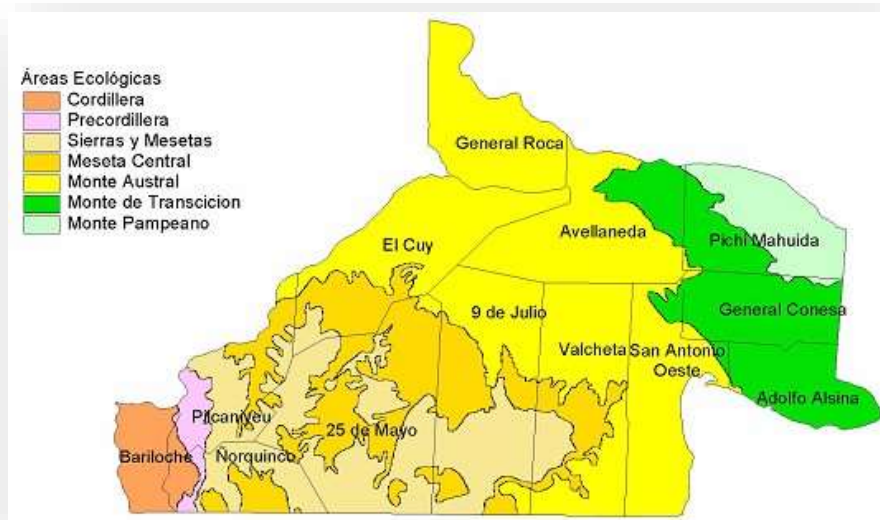 Áreas Ecológicas
Cordillera
Precordillera
Sierras y Mesetas
Meseta Central
Monte Austral
Monte de Transcicion
Monte Pampeano
General Roca
Avellaneda
Pichi Mahuida
El Cuy
9 de Julio
General Conesa
Valcheta
San Antonio
Oeste
Adolfo Alsina
Pilcaniyeu
25 de Mayo
Bariloche
Ñorquinco